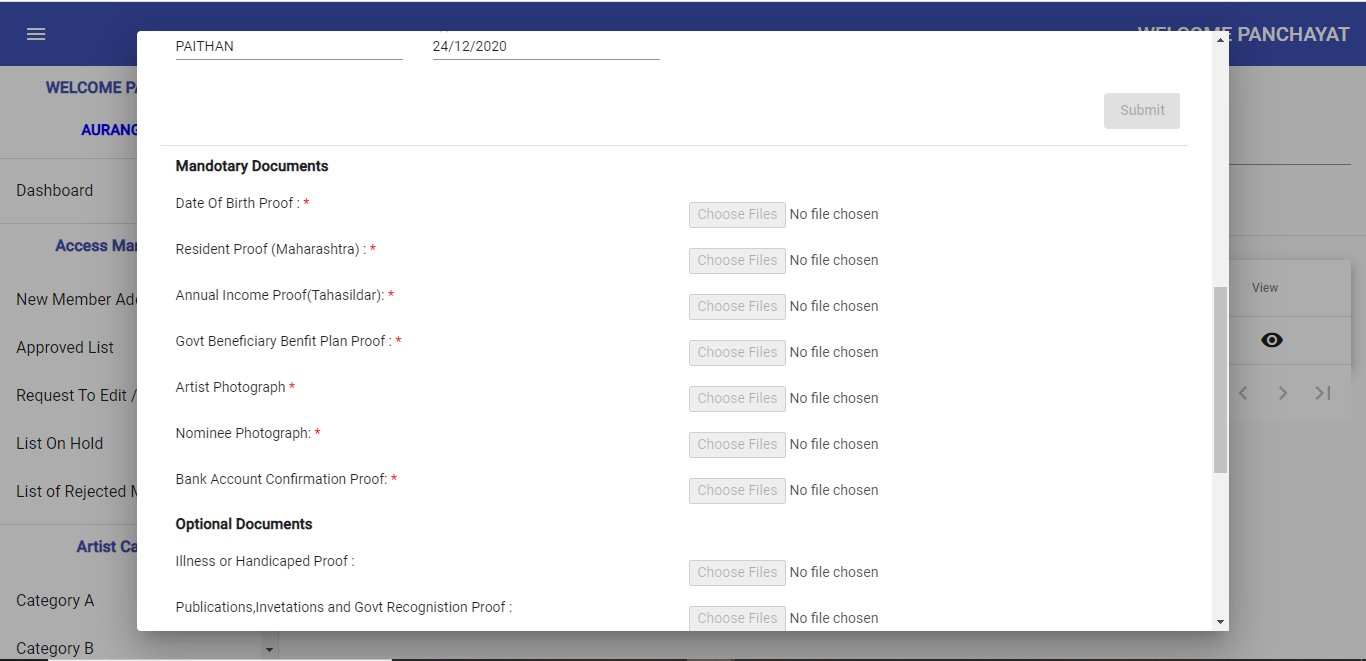 WELCOME PANCHAYAT
PAITHAN 24/12/2020
WELCOME PA
AURANG
Submit
Mandotary Documents
Dashboard
Date Of Birth Proof : * Choose Files No file chosen
Access Mar
Resident Proof (Maharashtra) : * Choose Files No file chosen
View
New Member Add
Annual Income Proof(Tahasildar): * Choose Files No file chosen
Approved List
Govt Beneficiary Benfit Plan Proof : * Choose Files No file chosen
Request To Edit /
Artist Photograph * Choose Files No file chosen
List On Hold
Nominee Photograph: * Choose Files No file chosen
List of Rejected M
Bank Account Confirmation Proof: * Choose Files No file chosen
Optional Documents
Artist Ca
Illness or Handicaped Proof : Choose Files No file chosen
Category A
Publications,Invetations and Govt Recognistion Proof : Choose Files No file chosen
Category B